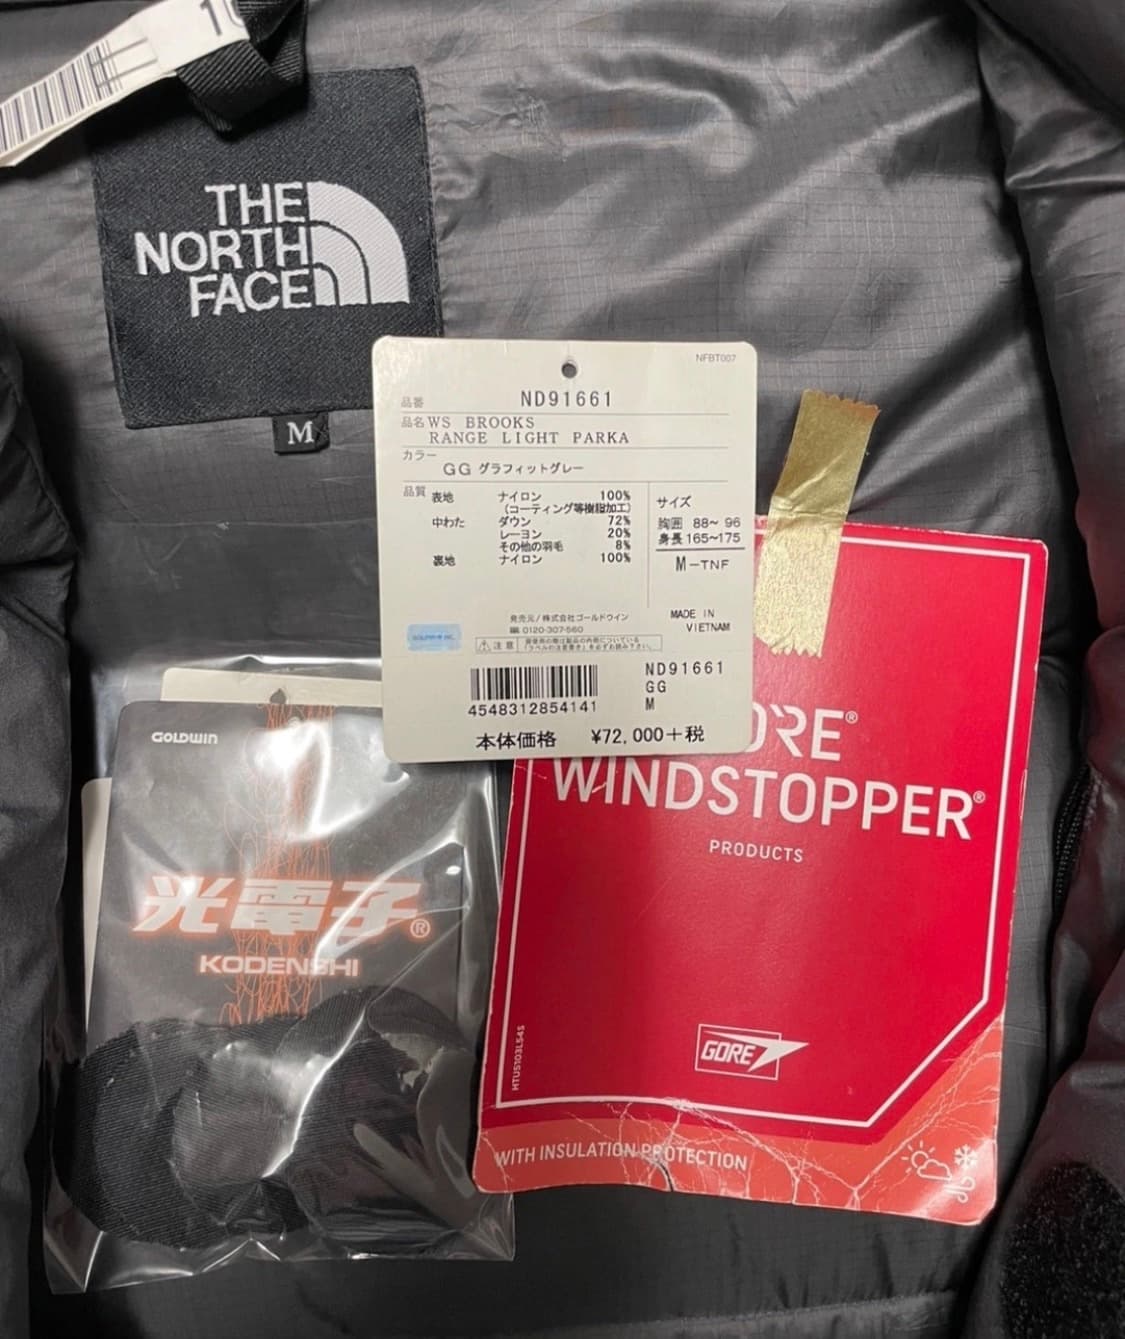 THE
NORTH
FACE
M
NFBT007
品番 ND91661
品名 WS BROOKS
RANGE LIGHT PARKA
カラー
GG グラフィットグレー
品質 表地 ナイロン 100%
(コーティング等樹脂加工)
中わた ダウン 72%
レーヨン 20%
その他の羽毛 8%
裏地 ナイロン 100%
サイズ
胸囲 88~ 96
身長 165~175
M-TNF
MADE IN
VIETNAM
発売元/株式会社ゴールドウイン
0120-307-560
注意
ND91661
GG
M
4548312854141
本体価格 ¥72,000+税
GOLDWIN
光電子®
KODENSHI
ORE®
WINDSTOPPER®
PRODUCTS
HTUS103L54S
GORE
WITH INSULATION PROTECTION